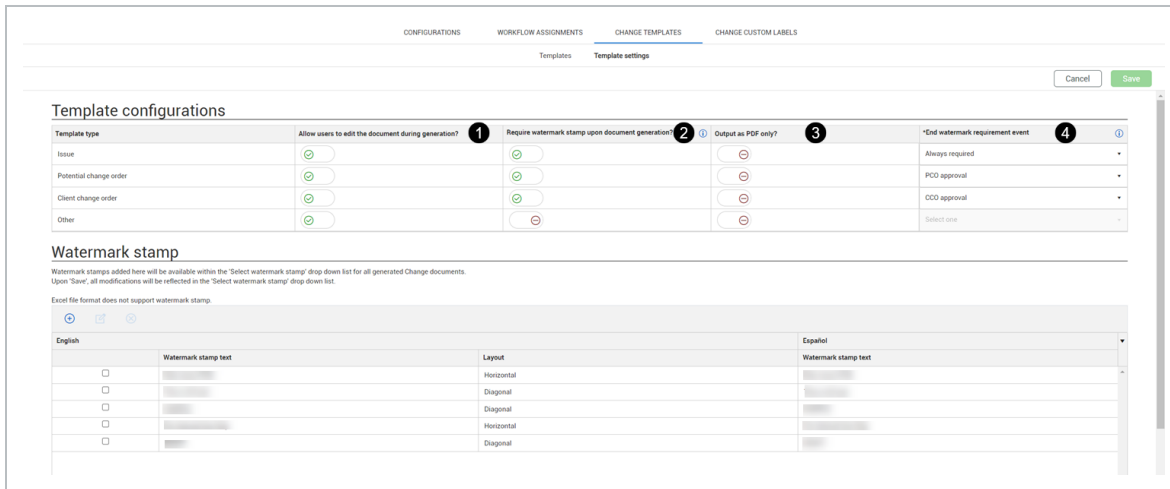 CONFIGURATIONS WORKFLOW ASSIGNMENTS CHANGE TEMPLATES CHANGE CUSTOM LABELS
Templates Template settings
Cancel Save
Template configurations
Template type Allow users to edit the document during generation? 1 Require watermark stamp upon document generation? 2 Output as PDF only? 3 *End watermark requirement event 4
Issue Always required
Potential change order PCO approval
Client change order CCO approval
Other Select one
Watermark stamp
Watermark stamps added here will be available within the 'Select watermark stamp' drop down list for all generated Change documents.
Upon 'Save', all modifications will be reflected in the 'Select watermark stamp' drop down list.
Excel file format does not support watermark stamp.
English Español
Watermark stamp text Layout Watermark stamp text
Horizontal
Diagonal
Diagonal
Horizontal
Diagonal